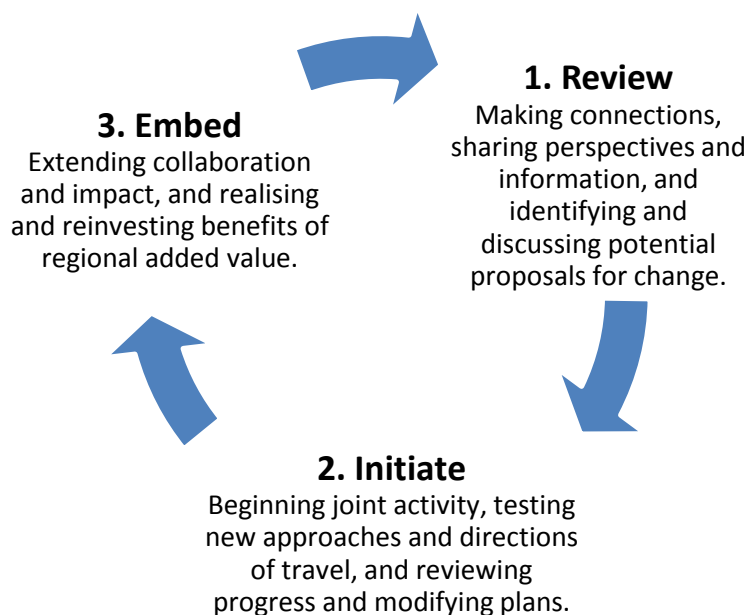 1. Review
Making connections,
sharing perspectives and
information, and
identifying and
discussing potential
proposals for change.
2. Initiate
Beginning joint activity, testing
new approaches and directions
of travel, and reviewing
progress and modifying plans.
3. Embed
Extending collaboration
and impact, and realising
and reinvesting benefits of
regional added value.